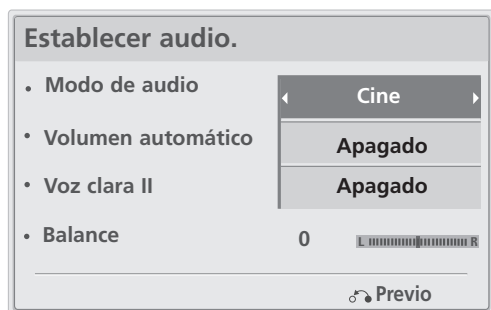 Establecer audio.
• Modo de audio Cine
• Volumen automático Apagado
• Voz clara II Apagado
• Balance 0 L R
Previo